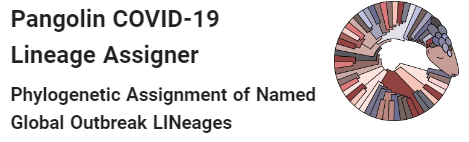 Pangolin COVID-19
Lineage Assigner
Phylogenetic Assignment of Named
Global Outbreak LINeages